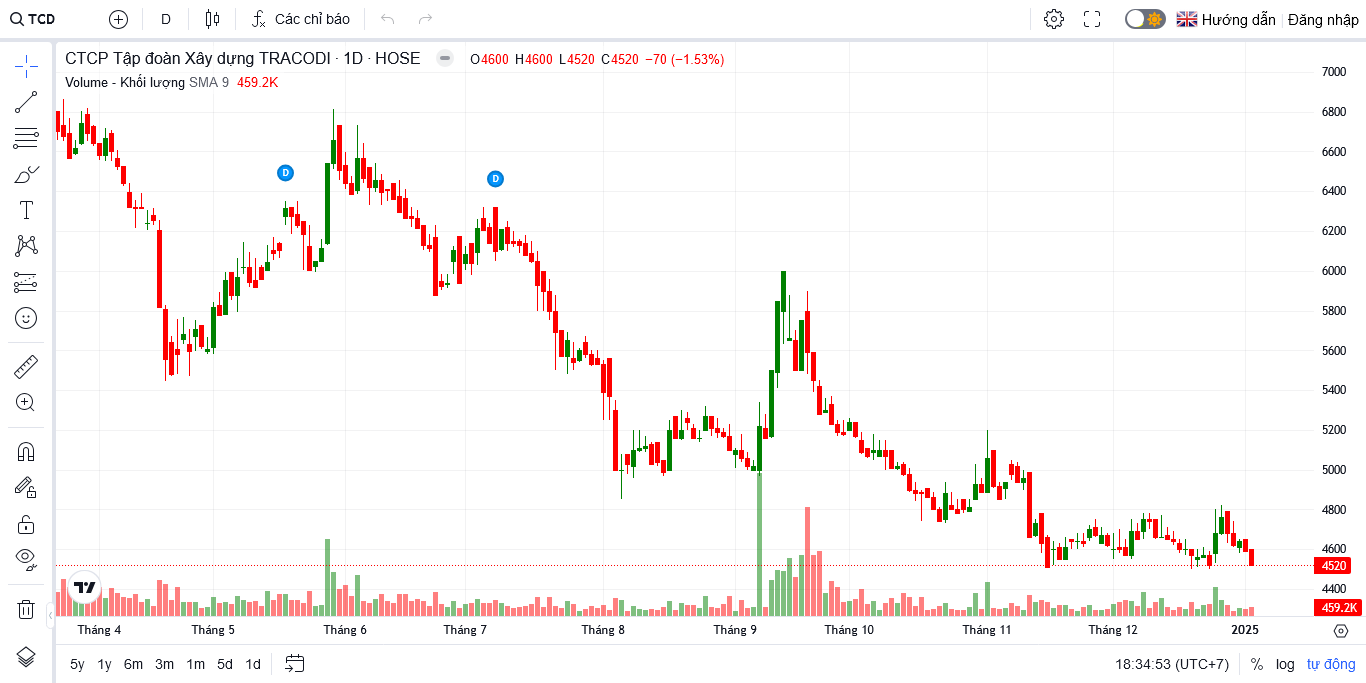 TCD
D
Các chỉ báo
Hướng dẫn
Đăng nhập
CTCP Tập đoàn Xây dựng TRACODI · 1D · HOSE
O4600 H4600 L4520 C4520 −70 (−1.53%)
Volume - Khối lượng SMA 9 459.2K
D
D
7000
6800
6600
6400
6200
6000
5800
5600
5400
5200
5000
4800
4600
4520
4400
459.2K
Tháng 4
Tháng 5
Tháng 6
Tháng 7
Tháng 8
Tháng 9
Tháng 10
Tháng 11
Tháng 12
2025
5y 1y 6m 3m 1m 5d 1d
18:34:53 (UTC+7)
% log tự động